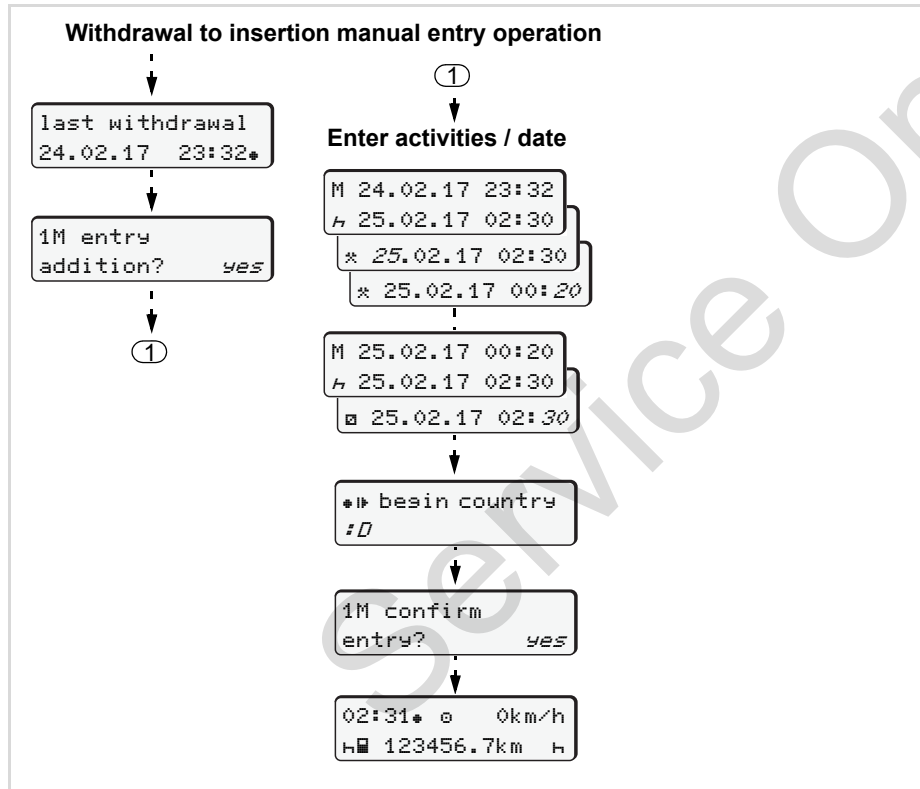 Withdrawal to insertion manual entry operation
last withdrawal
24.02.17 23:32
1M entry
addition? yes
1
1
Enter activities / date
M 24.02.17 23:32
25.02.17 02:30
25.02.17 02:30
25.02.17 00:20
M 25.02.17 00:20
25.02.17 02:30
25.02.17 02:30
begin country
:D
1M confirm
entry? yes
02:31 0km/h
123456.7km